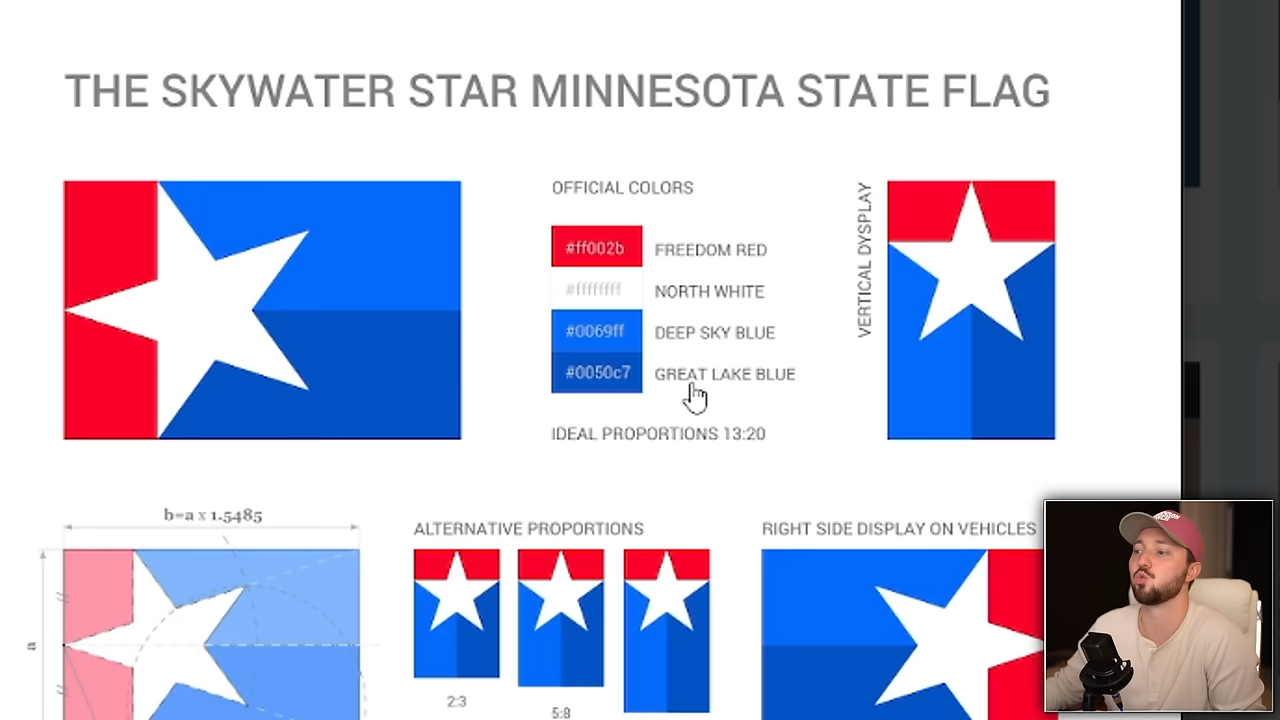 THE SKYWATER STAR MINNESOTA STATE FLAG
OFFICIAL COLORS
#ff002b FREEDOM RED
#ffffffff NORTH WHITE
#0069ff DEEP SKY BLUE
#0050c7 GREAT LAKE BLUE
IDEAL PROPORTIONS 13:20
VERTICAL DYSPLAY
b=a x 1.5485
a
ALTERNATIVE PROPORTIONS
2:3
5:8
RIGHT SIDE DISPLAY ON VEHICLES